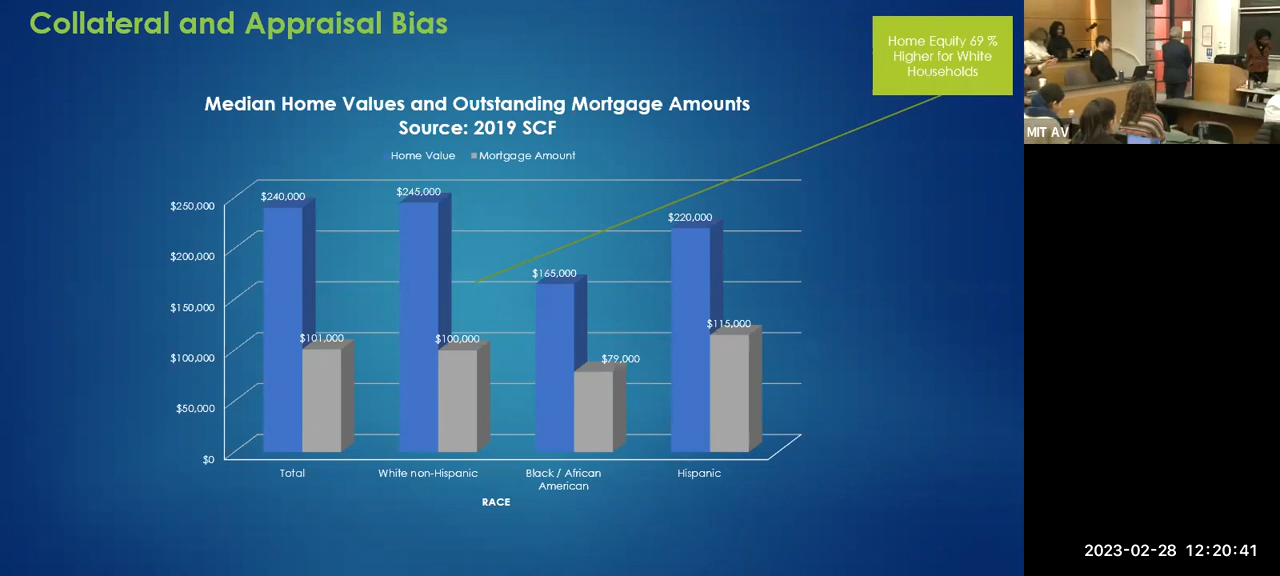 Collateral and Appraisal Bias
Home Equity 69 %
Higher for White
Households
Median Home Values and Outstanding Mortgage Amounts
Source: 2019 SCF
Home Value Mortgage Amount
$250,000
$200,000
$150,000
$100,000
$50,000
$0
$240,000
$101,000
$245,000
$100,000
$165,000
$79,000
$220,000
$115,000
Total
White non-Hispanic
Black / African
American
Hispanic
RACE
MIT AV
2023-02-28 12:20:41